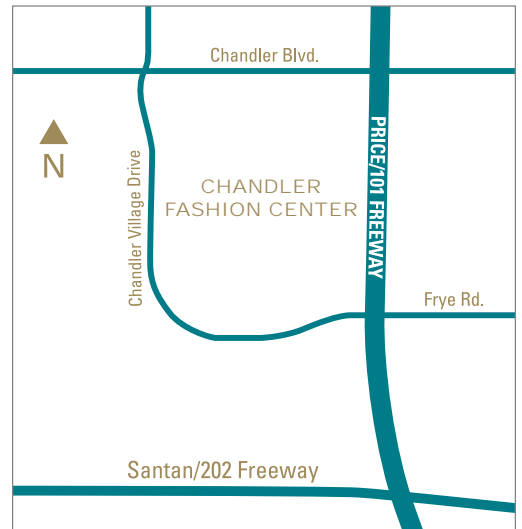 Chandler Blvd.
N
Chandler Village Drive
CHANDLER
FASHION CENTER
PRICE/101 FREEWAY
Frye Rd.
Santan/202 Freeway